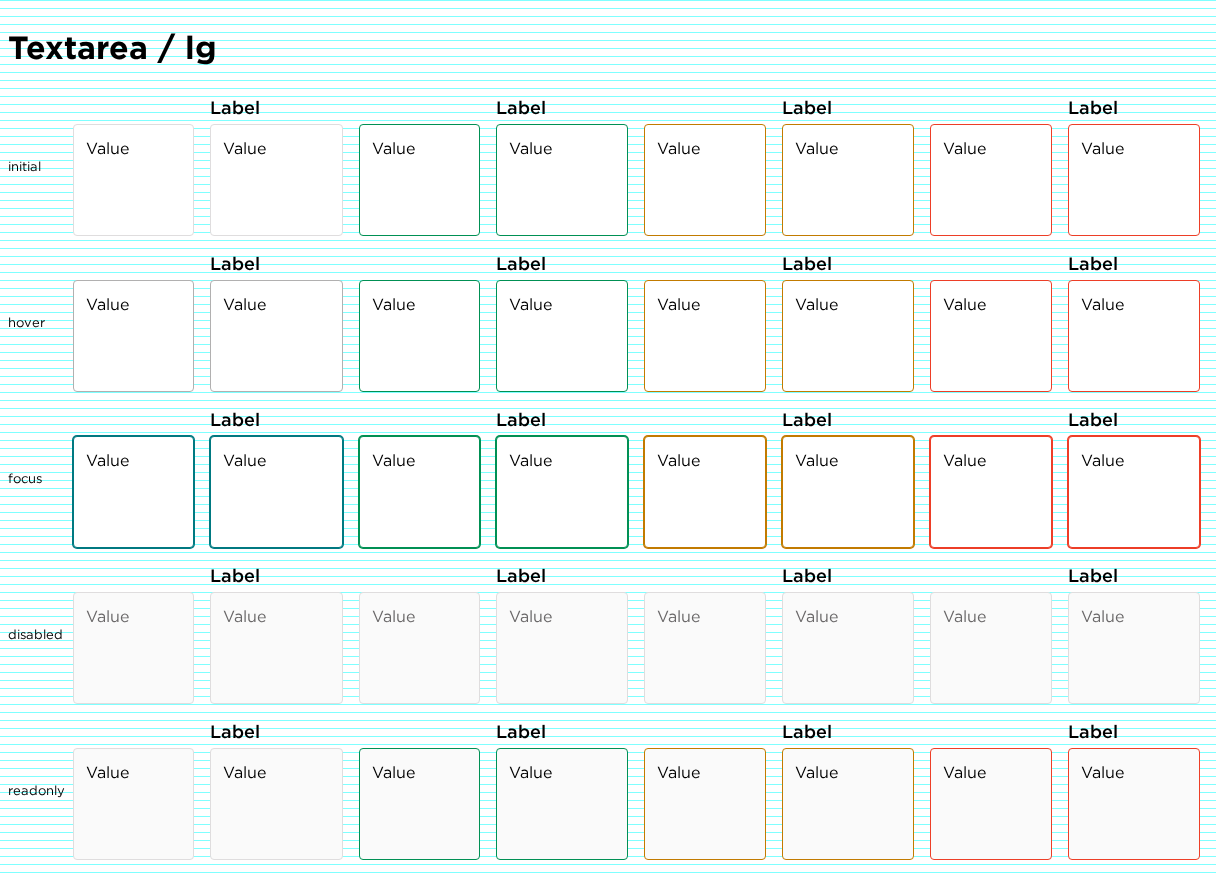 Textarea / lg
Label Label Label Label
initial Value Value Value Value Value Value Value Value
Label Label Label Label
hover Value Value Value Value Value Value Value Value
Label Label Label Label
focus Value Value Value Value Value Value Value Value
Label Label Label Label
disabled Value Value Value Value Value Value Value Value
Label Label Label Label
readonly Value Value Value Value Value Value Value Value